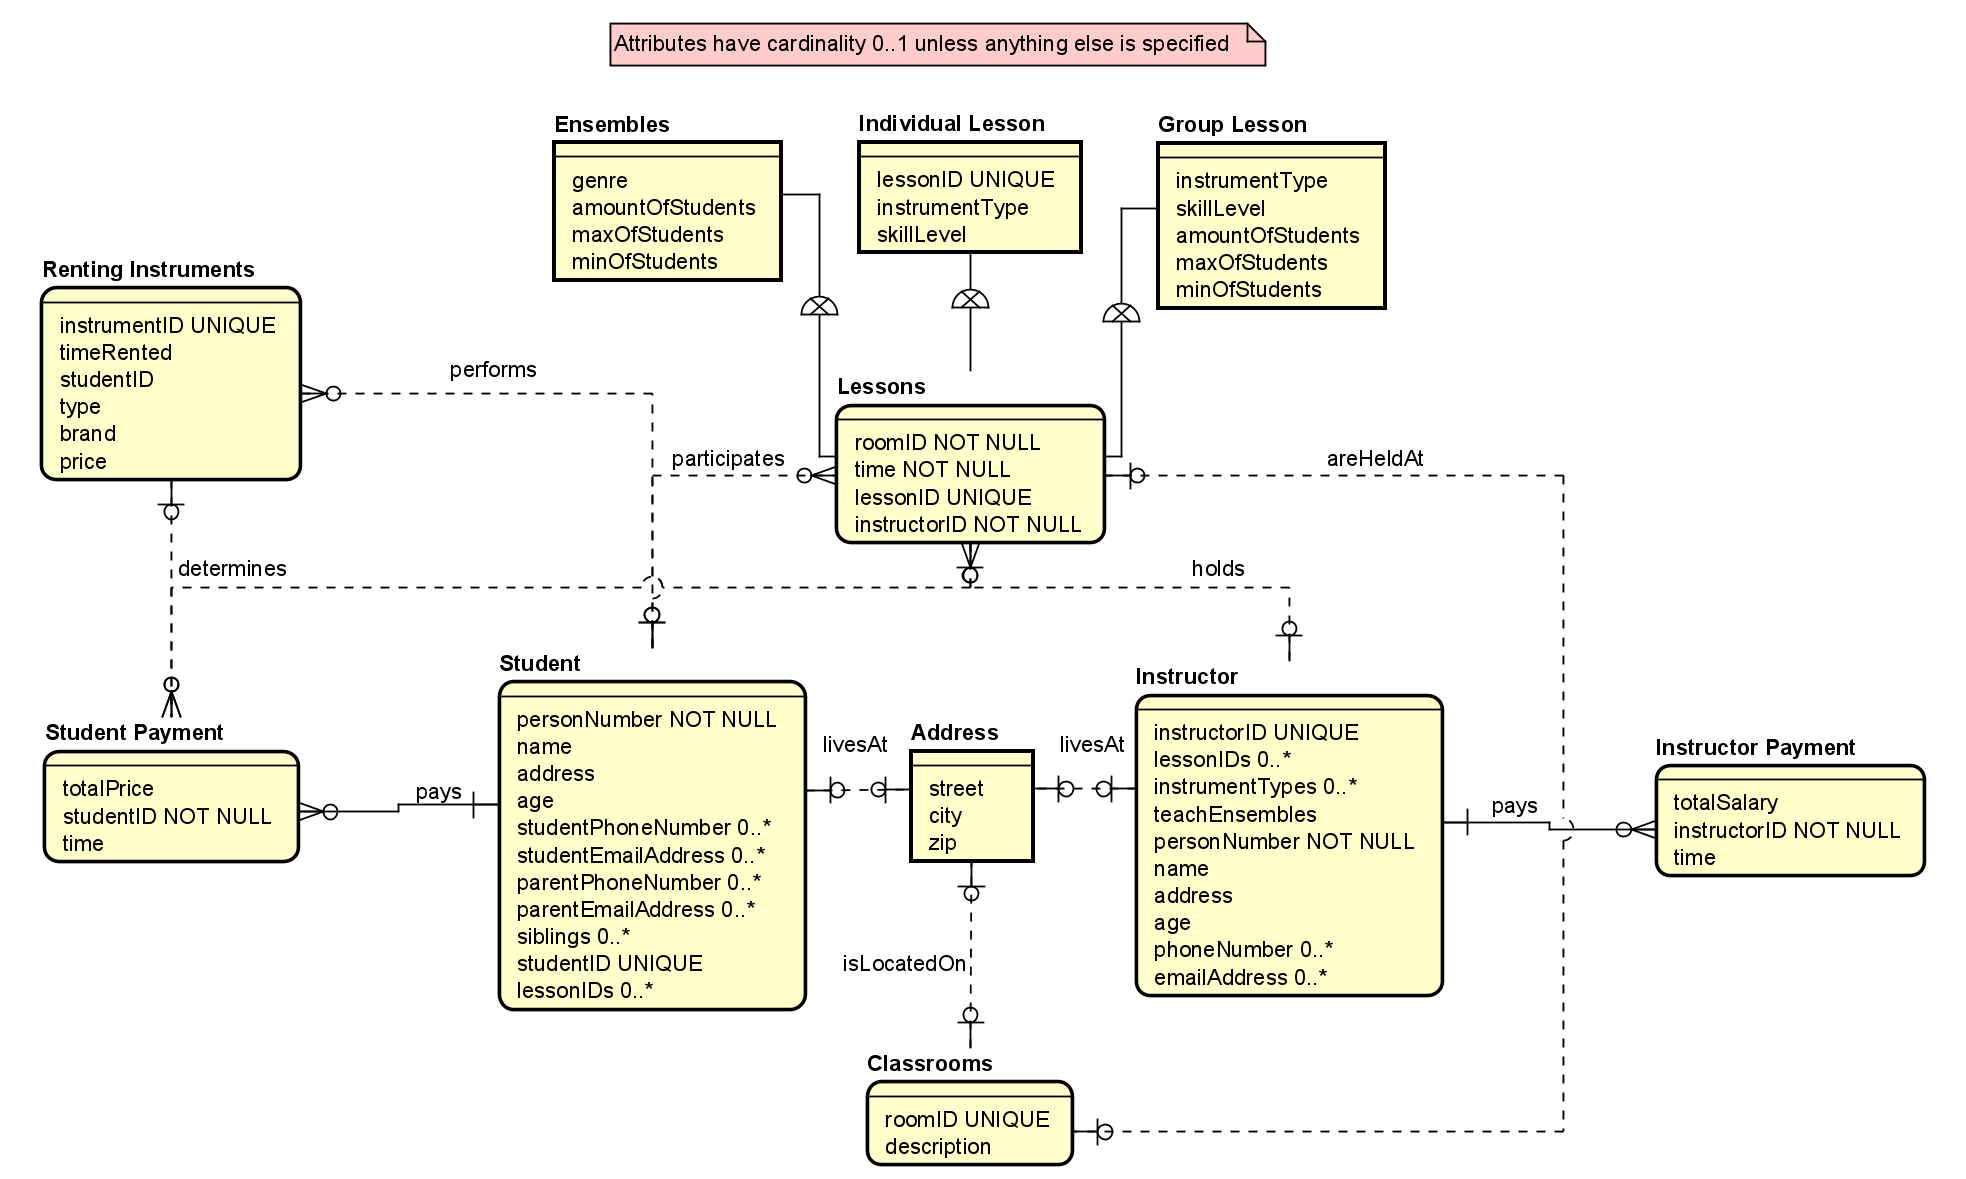 Attributes have cardinality 0..1 unless anything else is specified
Ensembles
genre
amountOfStudents
maxOfStudents
minOfStudents
Individual Lesson
lessonID UNIQUE
instrumentType
skillLevel
Group Lesson
instrumentType
skillLevel
amountOfStudents
maxOfStudents
minOfStudents
Renting Instruments
instrumentID UNIQUE
timeRented
studentID
type
brand
price
performs
participates
Lessons
roomID NOT NULL
time NOT NULL
lessonID UNIQUE
instructorID NOT NULL
areHeldAt
determines
holds
Student Payment
totalPrice
studentID NOT NULL
time
pays
Student
personNumber NOT NULL
name
address
age
studentPhoneNumber 0..*
studentEmailAddress 0..*
parentPhoneNumber 0..*
parentEmailAddress 0..*
siblings 0..*
studentID UNIQUE
lessonIDs 0..*
livesAt
Address
street
city
zip
livesAt
Instructor
instructorID UNIQUE
lessonIDs 0..*
instrumentTypes 0..*
teachEnsembles
personNumber NOT NULL
name
address
age
phoneNumber 0..*
emailAddress 0..*
pays
Instructor Payment
totalSalary
instructorID NOT NULL
time
isLocatedOn
Classrooms
roomID UNIQUE
description